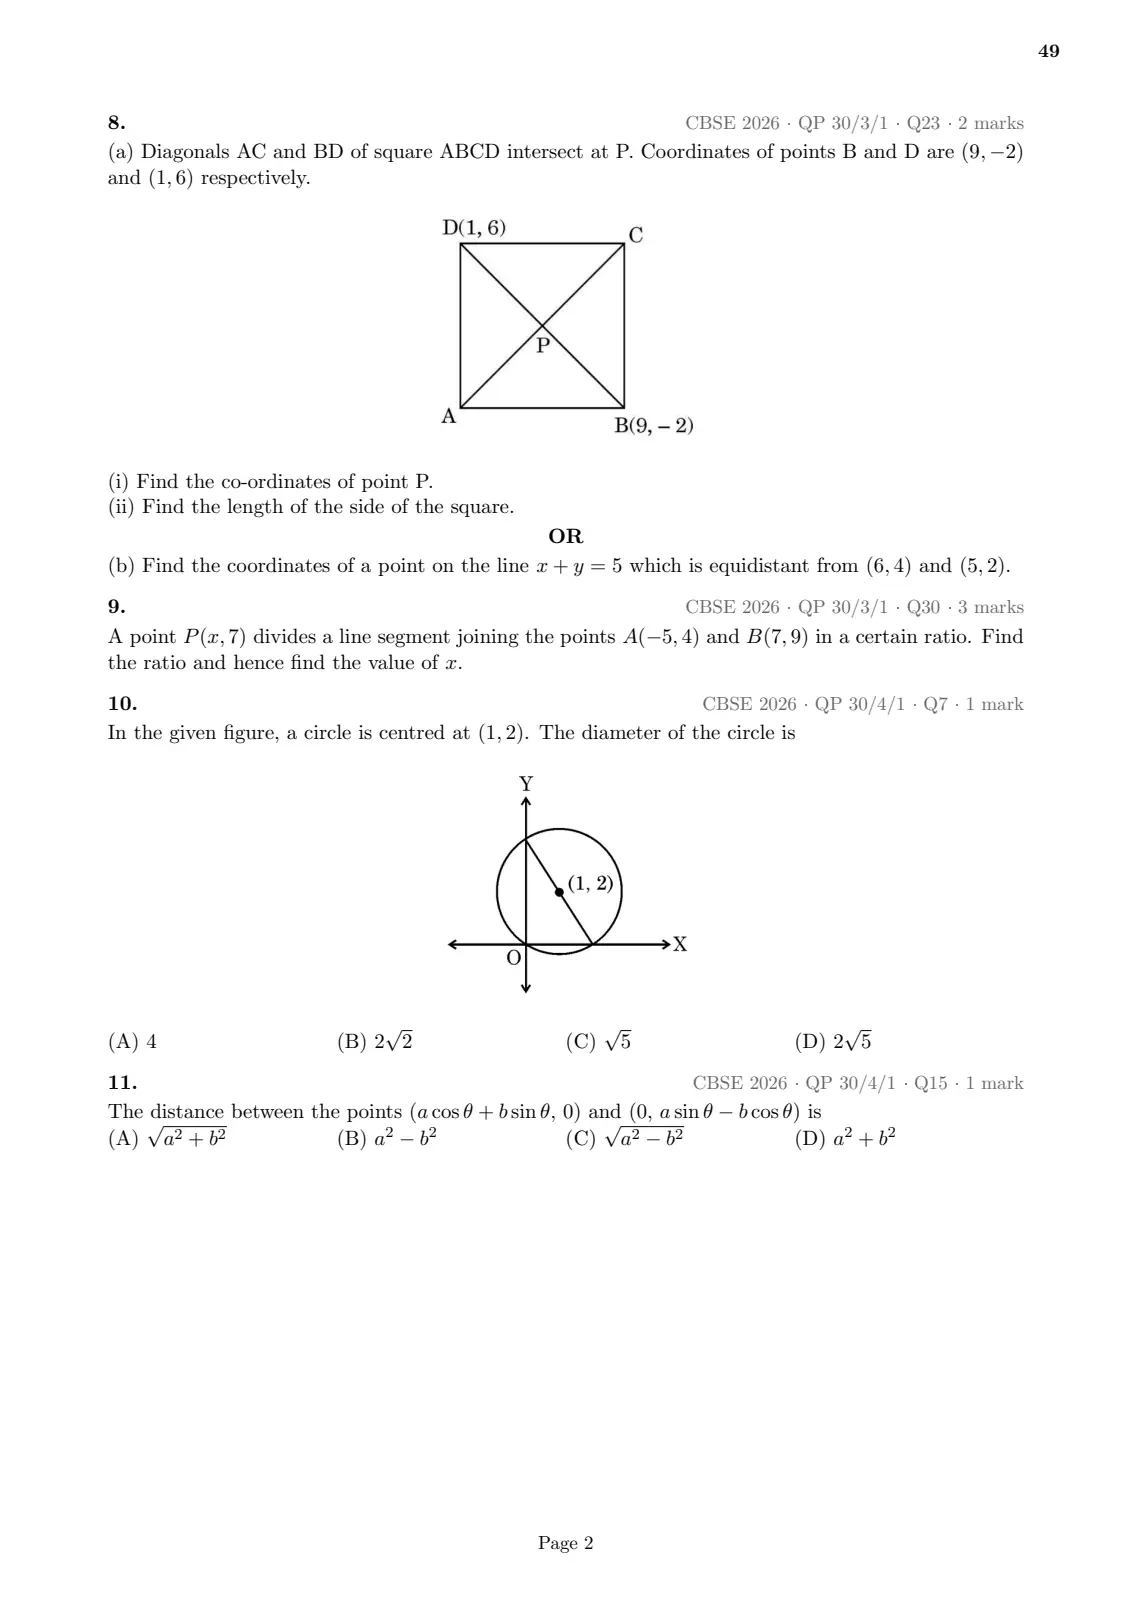 49
8. CBSE 2026 · QP 30/3/1 · Q23 · 2 marks
(a) Diagonals AC and BD of square ABCD intersect at P. Coordinates of points B and D are (9, −2)
and (1, 6) respectively.
D(1, 6)
C
P
A
B(9, – 2)
(i) Find the co-ordinates of point P.
(ii) Find the length of the side of the square.
OR
(b) Find the coordinates of a point on the line x + y = 5 which is equidistant from (6, 4) and (5, 2).
9. CBSE 2026 · QP 30/3/1 · Q30 · 3 marks
A point P(x, 7) divides a line segment joining the points A(−5, 4) and B(7, 9) in a certain ratio. Find
the ratio and hence find the value of x.
10. CBSE 2026 · QP 30/4/1 · Q7 · 1 mark
In the given figure, a circle is centred at (1, 2). The diameter of the circle is
Y
(1, 2)
X
O
(A) 4 (B) 2√2 (C) √5 (D) 2√5
11. CBSE 2026 · QP 30/4/1 · Q15 · 1 mark
The distance between the points (a cos θ + b sin θ, 0) and (0, a sin θ − b cos θ) is
(A) √(a² + b²) (B) a² − b² (C) √(a² − b²) (D) a² + b²
Page 2